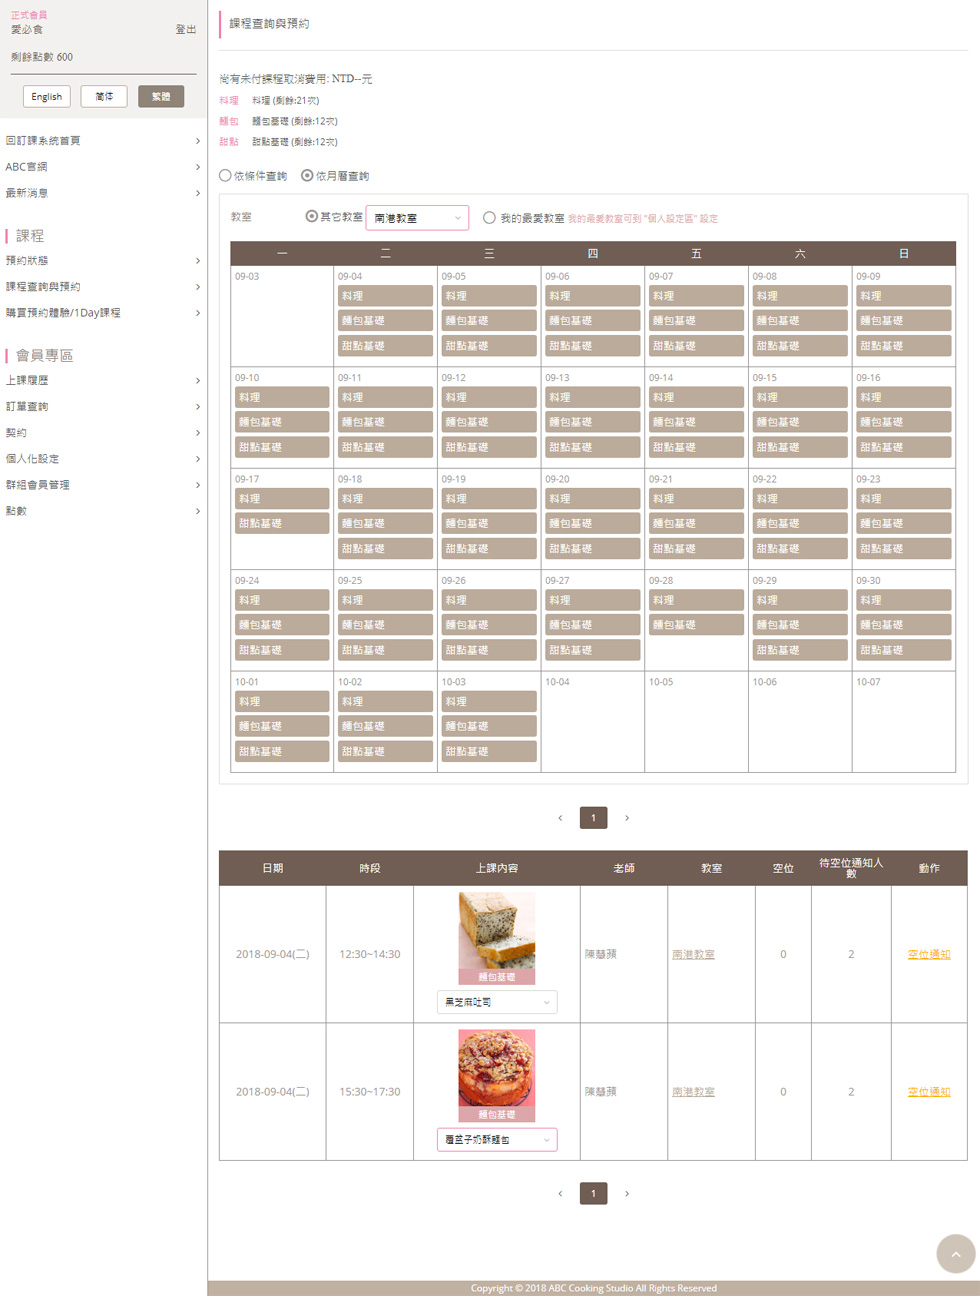 正式會員
愛必食
登出
剩餘點數 600
English
简体
繁體
回訂課系統首頁
ABC官網
最新消息
課程
預約狀態
課程查詢與預約
購買預約體驗/1Day課程
會員專區
上課履歷
訂單查詢
契約
個人化設定
群組會員管理
點數
課程查詢與預約
尚有未付課程取消費用: NTD--元
料理 料理 (剩餘:21次)
麵包 麵包基礎 (剩餘:12次)
甜點 甜點基礎 (剩餘:12次)
依條件查詢 依月曆查詢
教室 其它教室 南港教室 我的最愛教室 我的最愛教室可到 "個人設定區" 設定
一 二 三 四 五 六 日
09-03 09-04 09-05 09-06 09-07 09-08 09-09
料理 料理 料理 料理 料理 料理
麵包基礎 麵包基礎 麵包基礎 麵包基礎 麵包基礎 麵包基礎
甜點基礎 甜點基礎 甜點基礎 甜點基礎 甜點基礎 甜點基礎
09-10 09-11 09-12 09-13 09-14 09-15 09-16
料理 料理 料理 料理 料理 料理 料理
麵包基礎 麵包基礎 麵包基礎 麵包基礎 麵包基礎 麵包基礎 麵包基礎
甜點基礎 甜點基礎 甜點基礎 甜點基礎 甜點基礎 甜點基礎 甜點基礎
09-17 09-18 09-19 09-20 09-21 09-22 09-23
料理 料理 料理 料理 料理 料理 料理
甜點基礎 麵包基礎 麵包基礎 麵包基礎 麵包基礎 麵包基礎 麵包基礎
甜點基礎 甜點基礎 甜點基礎 甜點基礎 甜點基礎 甜點基礎
09-24 09-25 09-26 09-27 09-28 09-29 09-30
料理 料理 料理 料理 料理 料理 料理
麵包基礎 麵包基礎 麵包基礎 麵包基礎 麵包基礎 麵包基礎 麵包基礎
甜點基礎 甜點基礎 甜點基礎 甜點基礎 甜點基礎 甜點基礎
10-01 10-02 10-03 10-04 10-05 10-06 10-07
料理 料理 料理
麵包基礎 麵包基礎 麵包基礎
甜點基礎 甜點基礎 甜點基礎
1
日期 時段 上課內容 老師 教室 空位 待空位通知人數 動作
麵包基礎
2018-09-04(二) 12:30~14:30 黑芝麻吐司 陳慧蘋 南港教室 0 2 空位通知
麵包基礎
2018-09-04(二) 15:30~17:30 覆盆子奶酥麵包 陳慧蘋 南港教室 0 2 空位通知
1
Copyright © 2018 ABC Cooking Studio All Rights Reserved